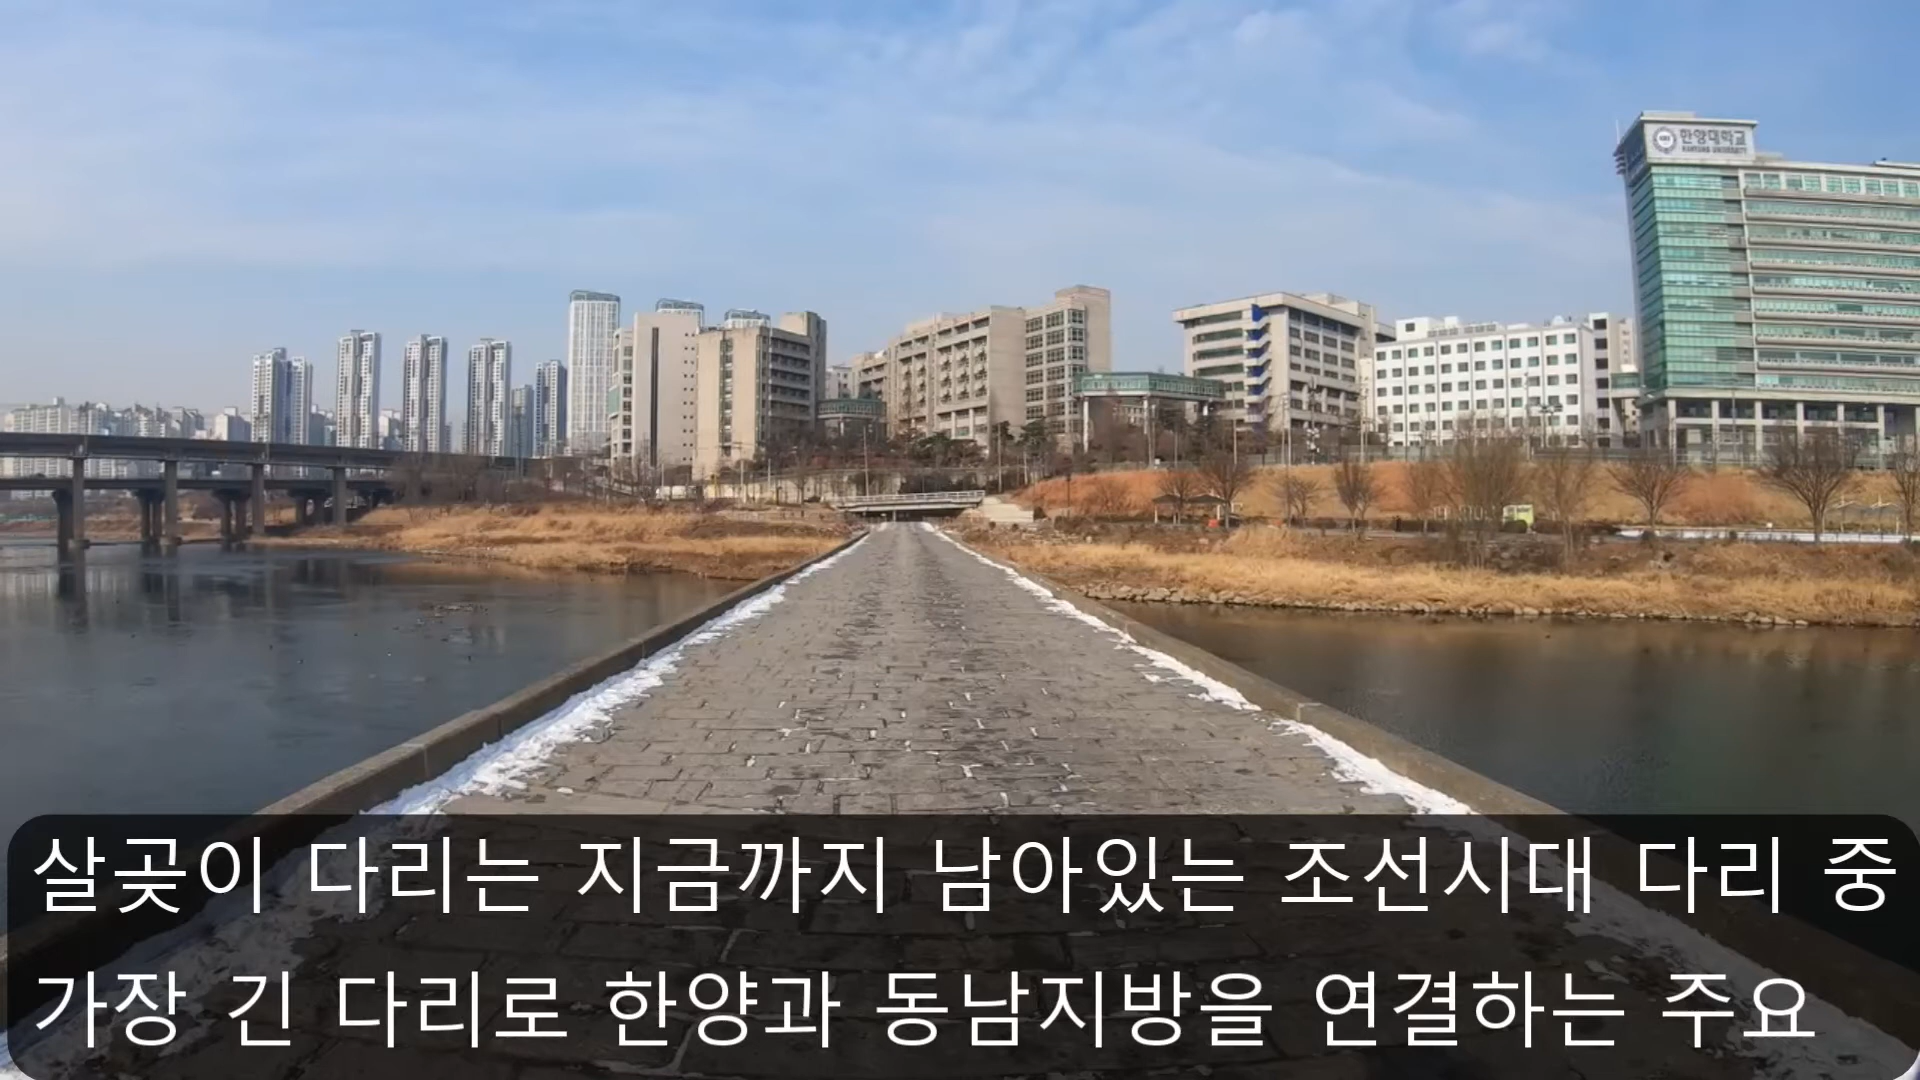 한양대학교
HANYANG UNIVERSITY
살곶이 다리는 지금까지 남아있는 조선시대 다리 중
가장 긴 다리로 한양과 동남지방을 연결하는 주요